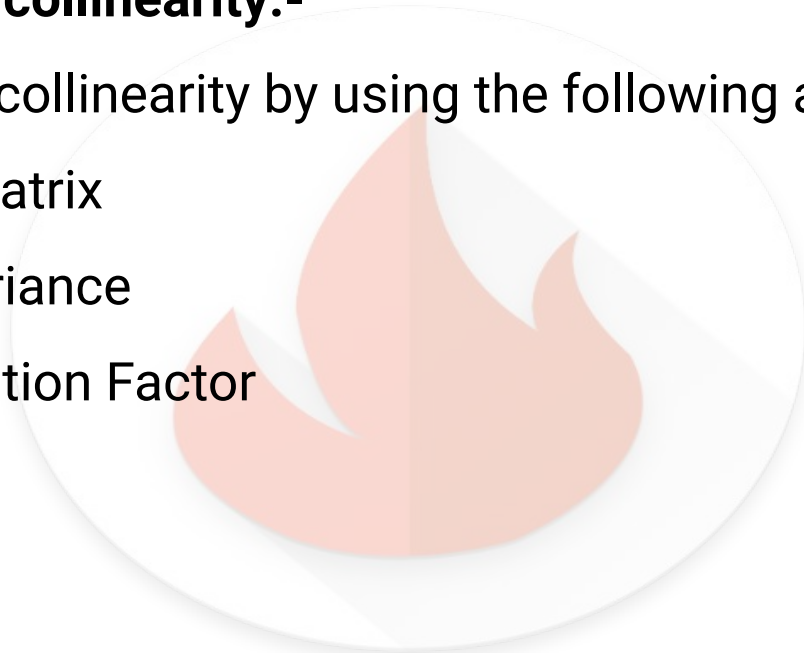 collinearity:-
collinearity by using the following a
atrix
riance
tion Factor